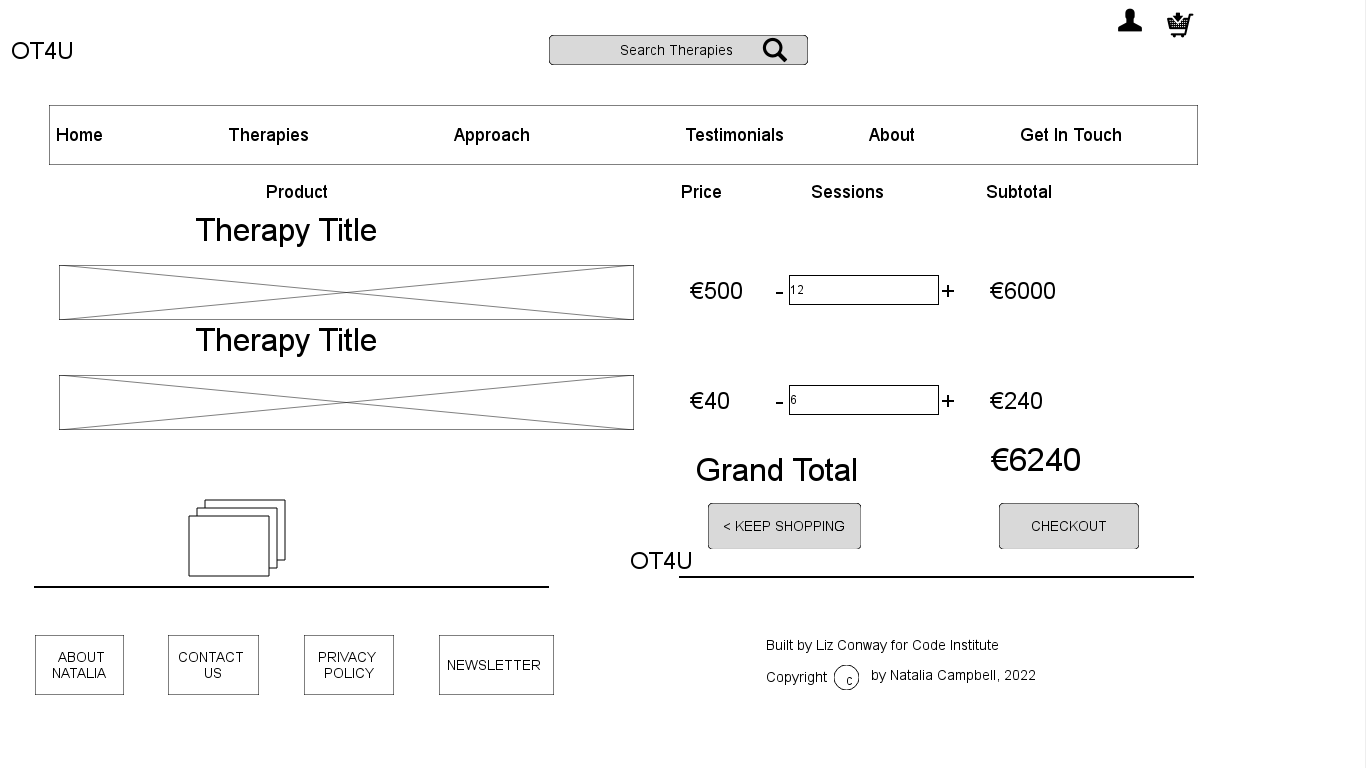 OT4U
Search Therapies
Home Therapies Approach Testimonials About Get In Touch
Product Price Sessions Subtotal
Therapy Title
€500 - 12 + €6000
Therapy Title
€40 - 6 + €240
Grand Total €6240
< KEEP SHOPPING CHECKOUT
OT4U
ABOUT
NATALIA
CONTACT
US
PRIVACY
POLICY
NEWSLETTER
Built by Liz Conway for Code Institute
Copyright c by Natalia Campbell, 2022